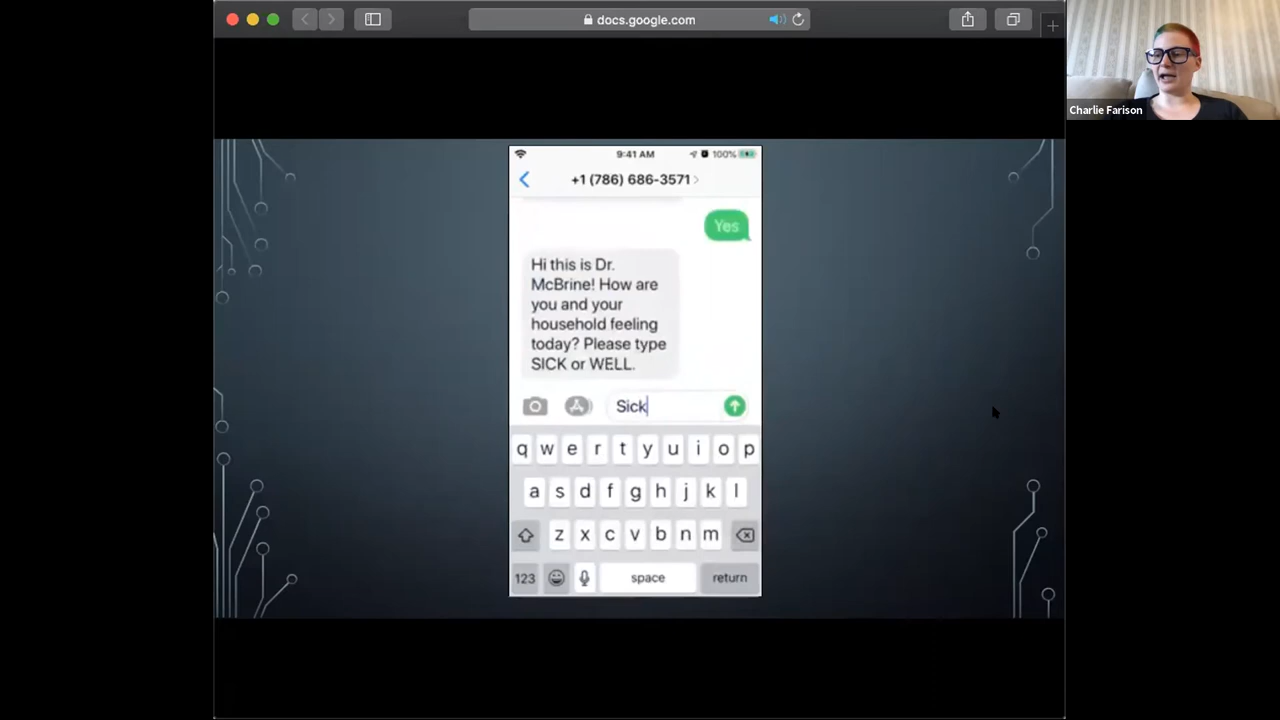 docs.google.com
Charlie Farison
9:41 AM
100%
+1 (786) 686-3571
Yes
Hi this is Dr.
McBrine! How are
you and your
household feeling
today? Please type
SICK or WELL.
Sick
q w e r t y u i o p
a s d f g h j k l
z x c v b n m
123 space return